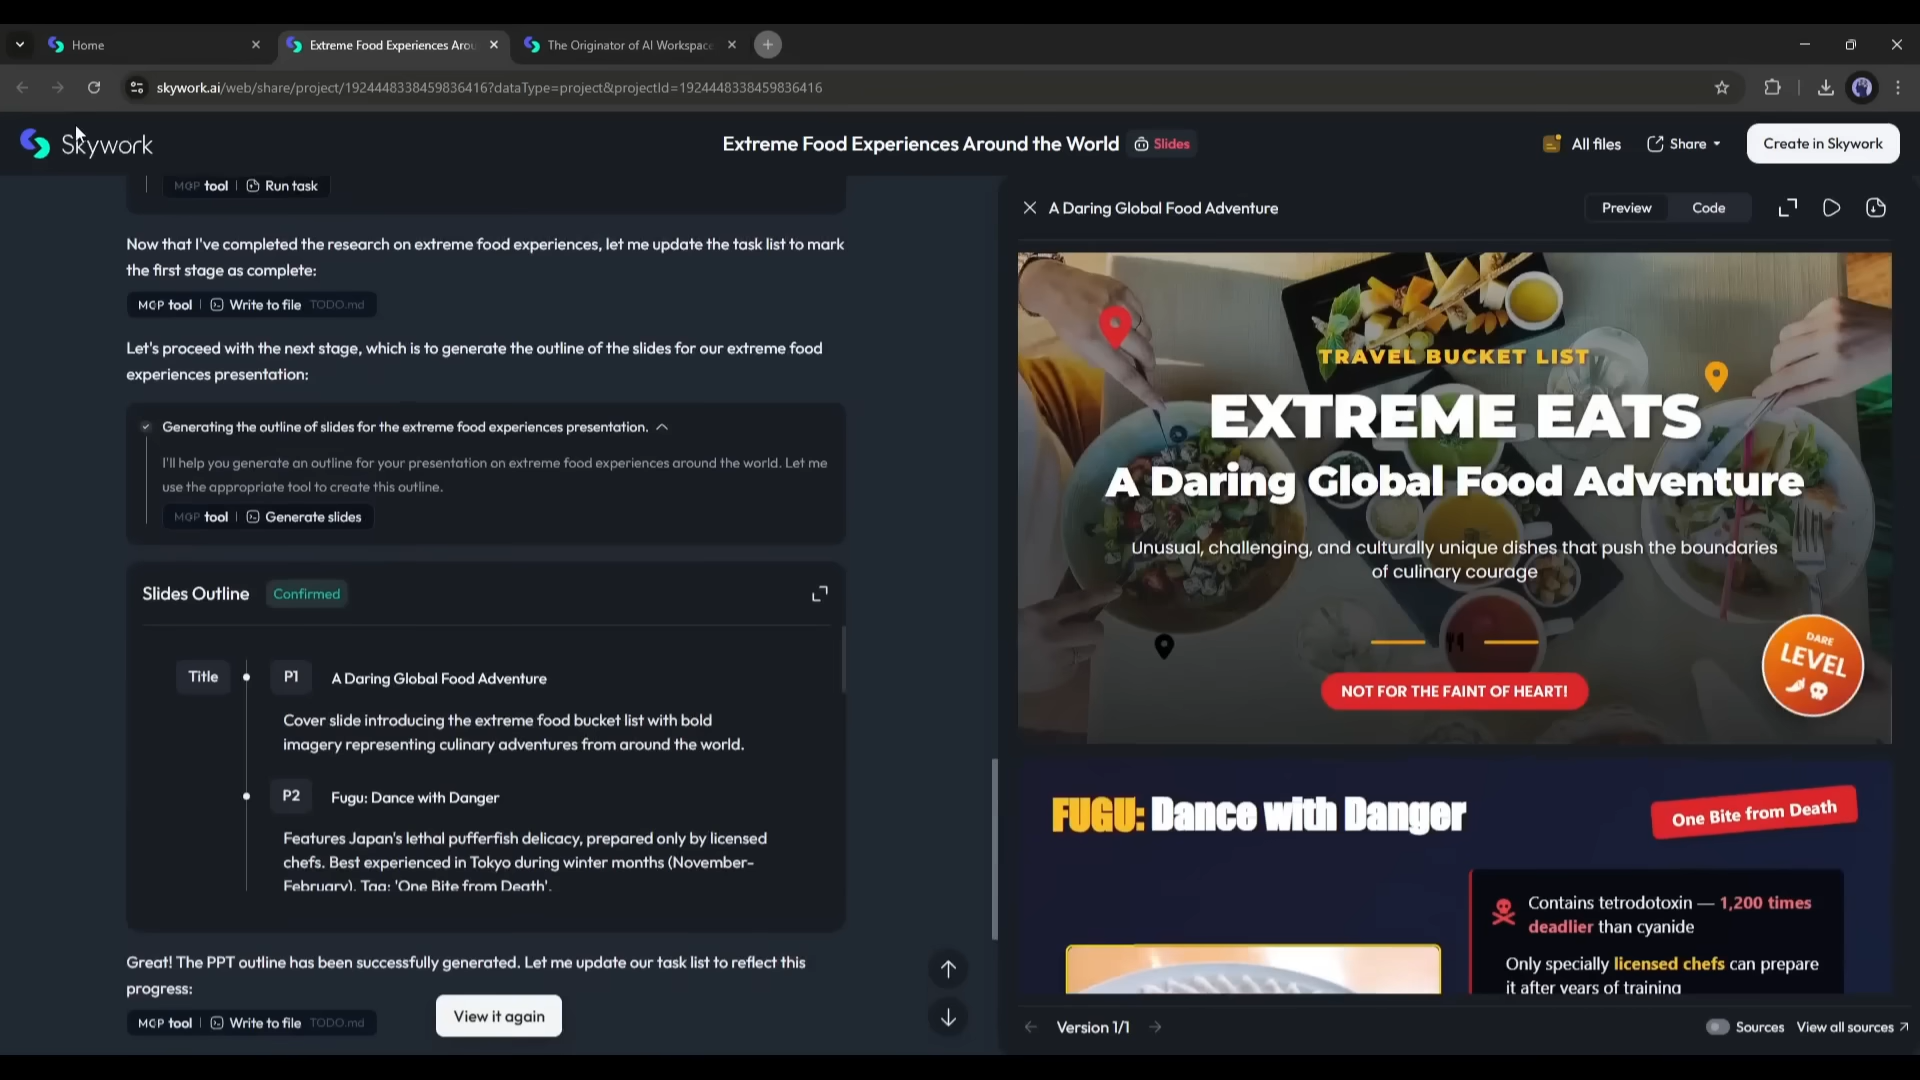 Home
Extreme Food Experiences Arou
The Originator of AI Workspace
skywork.ai/web/share/project/1924448338459836416?dataType=project&projectId=1924448338459836416
Skywork
Extreme Food Experiences Around the World
Slides
All files
Share
Create in Skywork
MCP tool | Run task
Now that I've completed the research on extreme food experiences, let me update the task list to mark
the first stage as complete:
MCP tool | Write to file TODO.md
Let's proceed with the next stage, which is to generate the outline of the slides for our extreme food
experiences presentation:
Generating the outline of slides for the extreme food experiences presentation.
I'll help you generate an outline for your presentation on extreme food experiences around the world. Let me
use the appropriate tool to create this outline.
MCP tool | Generate slides
Slides Outline
Confirmed
Title
P1
A Daring Global Food Adventure
Cover slide introducing the extreme food bucket list with bold
imagery representing culinary adventures from around the world.
P2
Fugu: Dance with Danger
Features Japan's lethal pufferfish delicacy, prepared only by licensed
chefs. Best experienced in Tokyo during winter months (November-
February). Tag: 'One Bite from Death'.
Great! The PPT outline has been successfully generated. Let me update our task list to reflect this
progress:
MCP tool | Write to file TODO.md
View it again
A Daring Global Food Adventure
Preview
Code
TRAVEL BUCKET LIST
EXTREME EATS
A Daring Global Food Adventure
Unusual, challenging, and culturally unique dishes that push the boundaries
of culinary courage
NOT FOR THE FAINT OF HEART!
DARE
LEVEL
FUGU: Dance with Danger
One Bite from Death
Contains tetrodotoxin — 1,200 times
deadlier than cyanide
Only specially licensed chefs can prepare
it after years of training
Version 1/1
Sources
View all sources